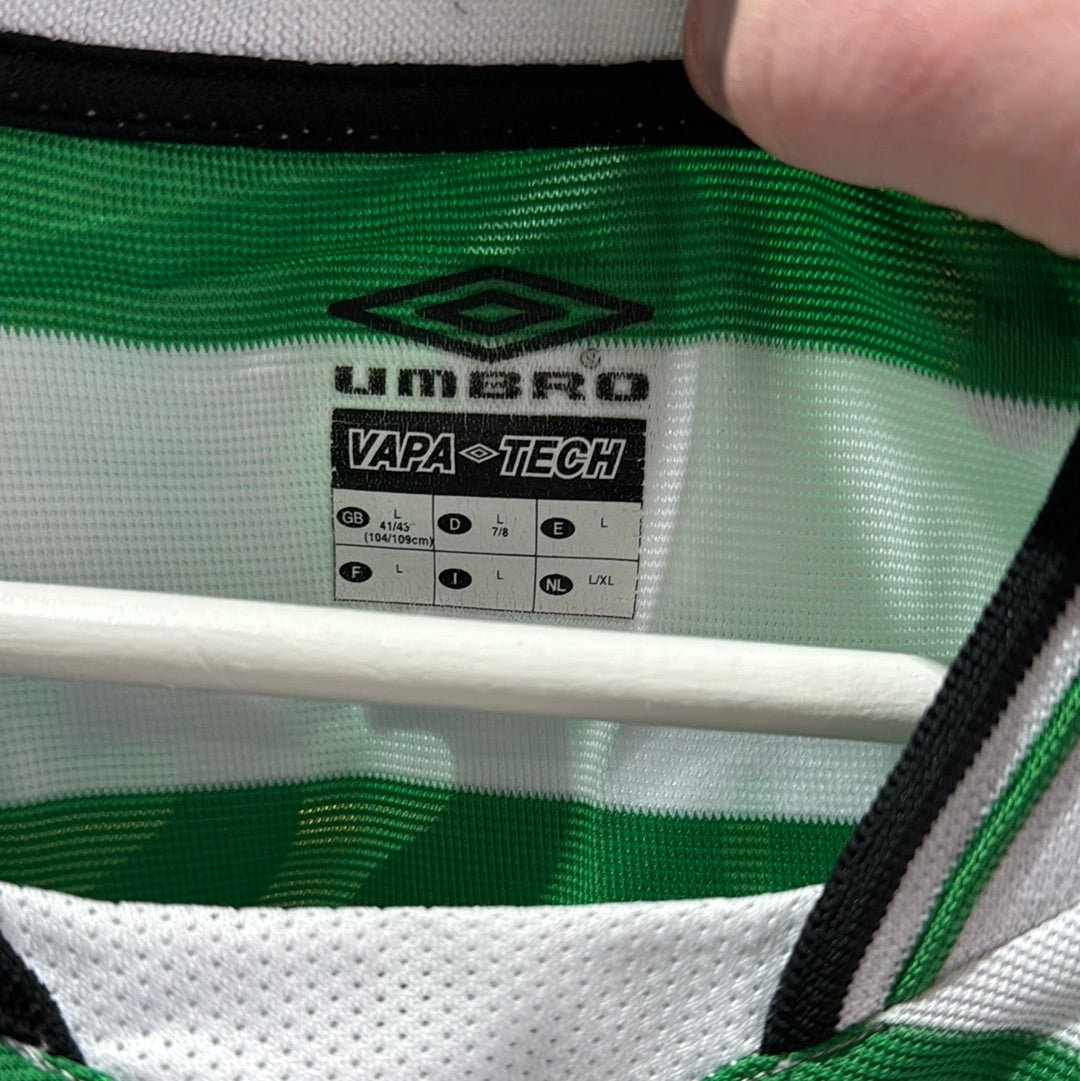 UMBRO®
VAPA TECH
GB L 41/43" (104/109cm) D L 7/8 E L
F L I L NL L/XL